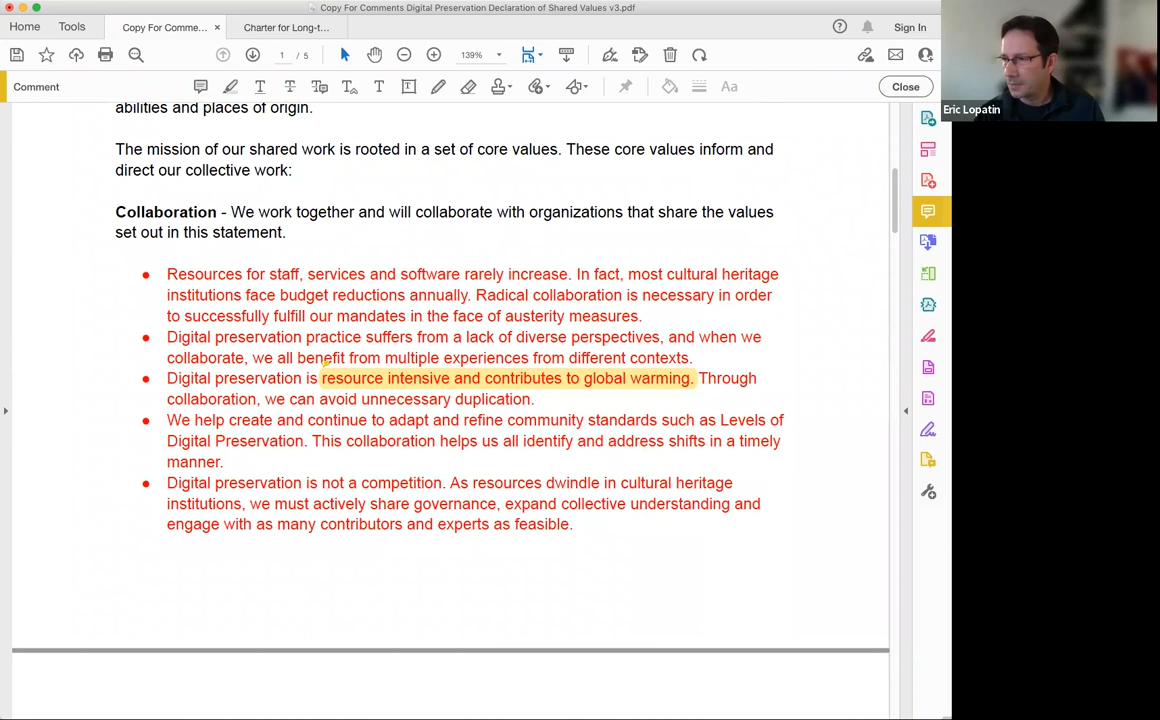 Copy For Comments Digital Preservation Declaration of Shared Values v3.pdf
Home
Tools
Copy For Comme... ×
Charter for Long-t...
Sign In
1 / 5
139%
Comment
Close
Aa
Eric Lopatin
abilities and places of origin.
The mission of our shared work is rooted in a set of core values. These core values inform and
direct our collective work:
Collaboration - We work together and will collaborate with organizations that share the values
set out in this statement.
● Resources for staff, services and software rarely increase. In fact, most cultural heritage
institutions face budget reductions annually. Radical collaboration is necessary in order
to successfully fulfill our mandates in the face of austerity measures.
● Digital preservation practice suffers from a lack of diverse perspectives, and when we
collaborate, we all benefit from multiple experiences from different contexts.
● Digital preservation is resource intensive and contributes to global warming. Through
collaboration, we can avoid unnecessary duplication.
● We help create and continue to adapt and refine community standards such as Levels of
Digital Preservation. This collaboration helps us all identify and address shifts in a timely
manner.
● Digital preservation is not a competition. As resources dwindle in cultural heritage
institutions, we must actively share governance, expand collective understanding and
engage with as many contributors and experts as feasible.